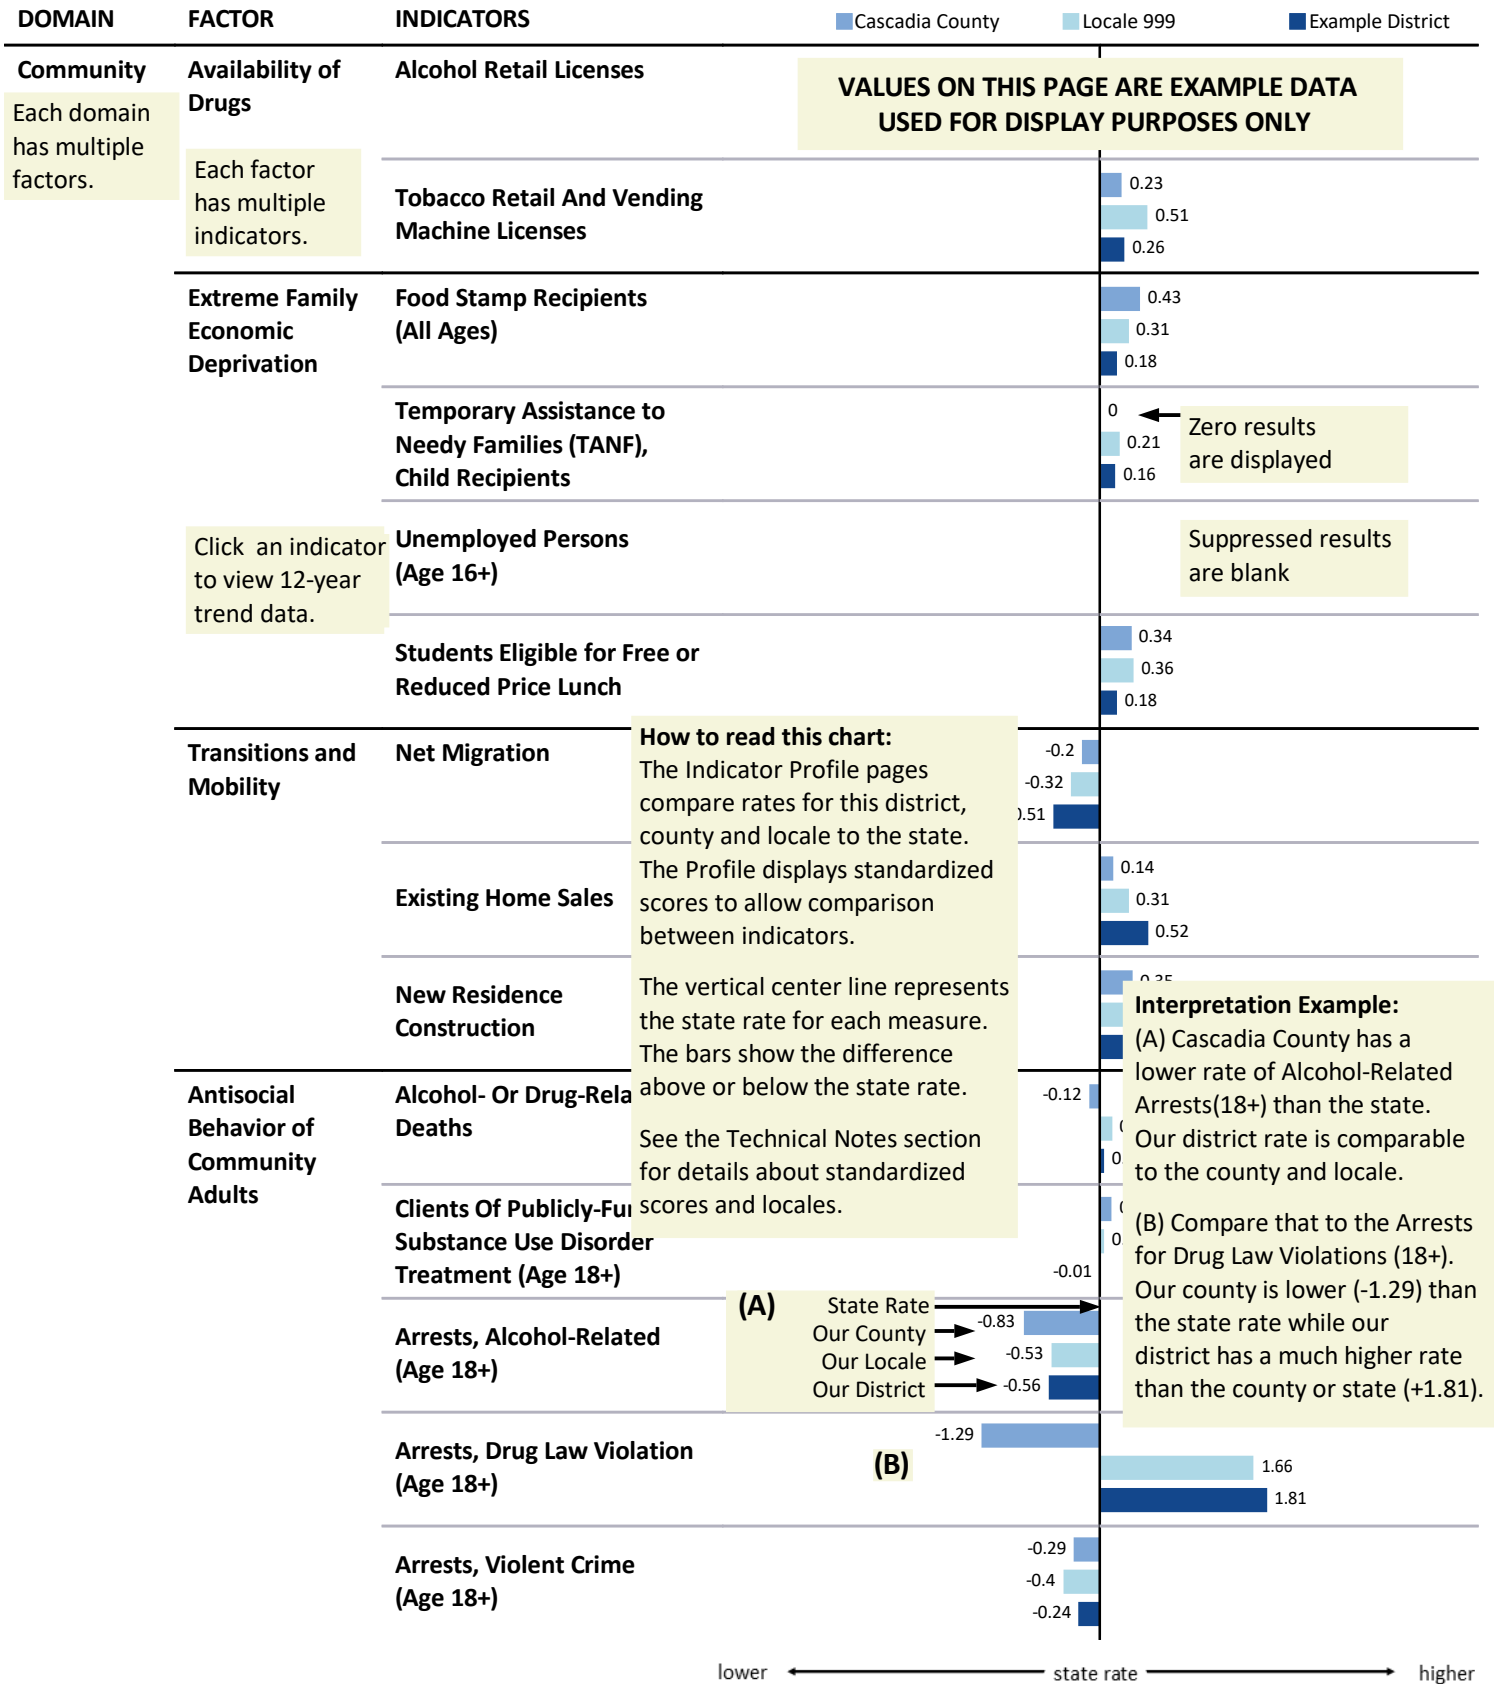 DOMAIN FACTOR INDICATORS Cascadia County Locale 999 Example District
Community
Each domain
has multiple
factors.
Availability of
Drugs
Each factor
has multiple
indicators.
Alcohol Retail Licenses
VALUES ON THIS PAGE ARE EXAMPLE DATA
USED FOR DISPLAY PURPOSES ONLY
Tobacco Retail And Vending
Machine Licenses
0.23
0.51
0.26
Extreme Family
Economic
Deprivation
Food Stamp Recipients
(All Ages)
0.43
0.31
0.18
Temporary Assistance to
Needy Families (TANF),
Child Recipients
0
0.21
0.16
Zero results
are displayed
Click an indicator
to view 12-year
trend data.
Unemployed Persons
(Age 16+)
Suppressed results
are blank
Students Eligible for Free or
Reduced Price Lunch
0.34
0.36
0.18
Transitions and
Mobility
Net Migration
-0.2
-0.32
.51
How to read this chart:
The Indicator Profile pages
compare rates for this district,
county and locale to the state.
The Profile displays standardized
scores to allow comparison
between indicators.
The vertical center line represents
the state rate for each measure.
The bars show the difference
above or below the state rate.
See the Technical Notes section
for details about standardized
scores and locales.
Existing Home Sales
0.14
0.31
0.52
New Residence
Construction
Interpretation Example:
(A) Cascadia County has a
lower rate of Alcohol-Related
Arrests(18+) than the state.
Our district rate is comparable
to the county and locale.
(B) Compare that to the Arrests
for Drug Law Violations (18+).
Our county is lower (-1.29) than
the state rate while our
district has a much higher rate
than the county or state (+1.81).
Antisocial
Behavior of
Community
Adults
Alcohol- Or Drug-Rela
Deaths
-0.12
0.
Clients Of Publicly-Fu
Substance Use Disorder
Treatment (Age 18+)
0.
-0.01
Arrests, Alcohol-Related
(Age 18+)
(A)
State Rate
Our County
Our Locale
Our District
-0.83
-0.53
-0.56
Arrests, Drug Law Violation
(Age 18+)
(B)
-1.29
1.66
1.81
Arrests, Violent Crime
(Age 18+)
-0.29
-0.4
-0.24
lower state rate higher